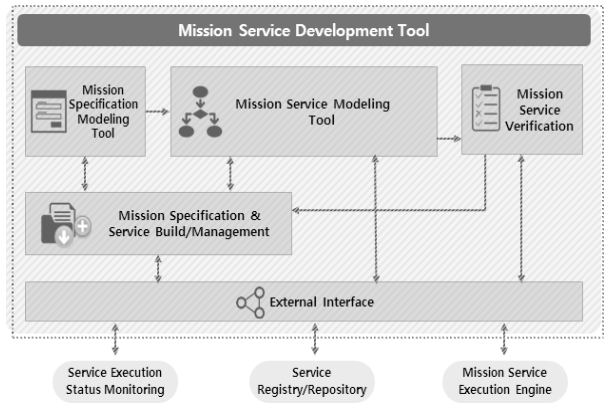 Mission Service Development Tool
Mission
Specification
Modeling
Tool
Mission Service Modeling
Tool
Mission
Service
Verification
Mission Specification &
Service Build/Management
External Interface
Service Execution
Status Monitoring
Service
Registry/Repository
Mission Service
Execution Engine